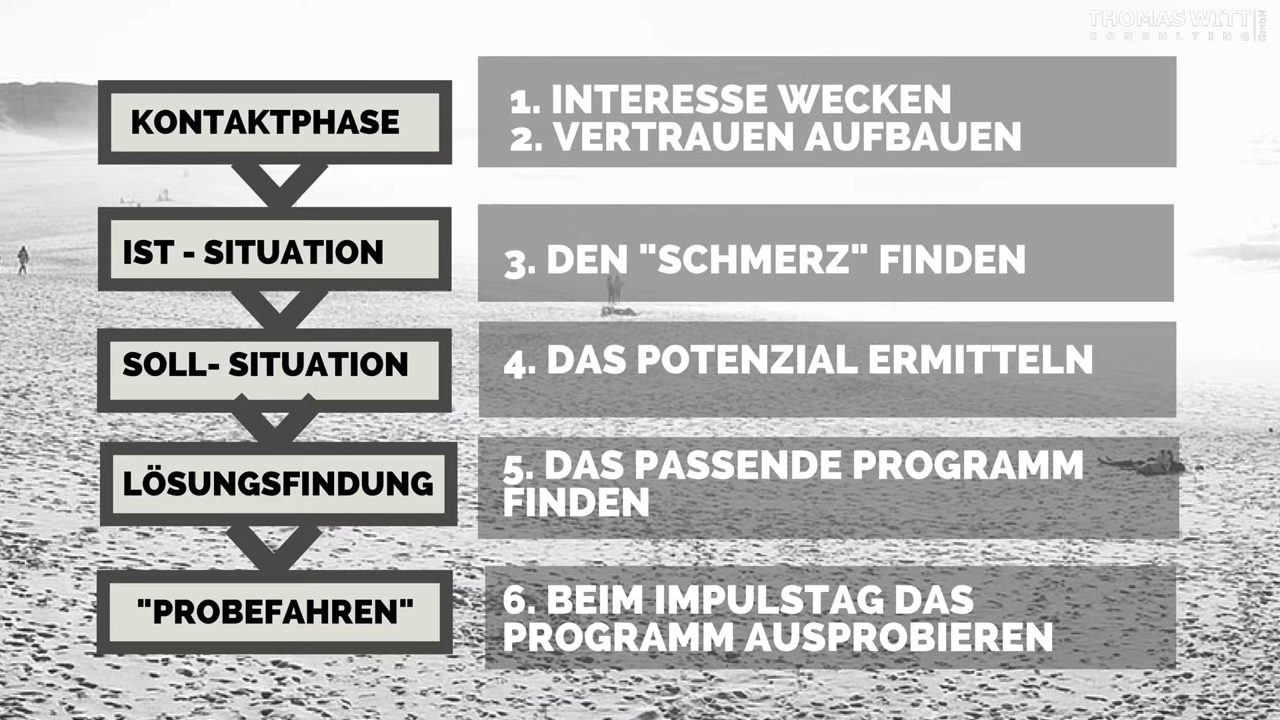 THOMAS WITT GmbH
CONSULTING
KONTAKTPHASE
1. INTERESSE WECKEN
2. VERTRAUEN AUFBAUEN
IST - SITUATION
3. DEN "SCHMERZ" FINDEN
SOLL- SITUATION
4. DAS POTENZIAL ERMITTELN
LÖSUNGSFINDUNG
5. DAS PASSENDE PROGRAMM
FINDEN
"PROBEFAHREN"
6. BEIM IMPULSTAG DAS
PROGRAMM AUSPROBIEREN